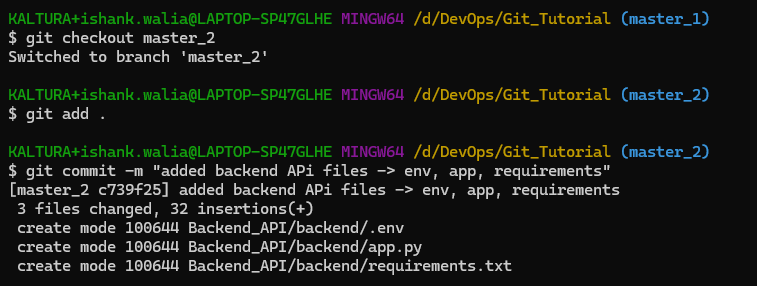 KALTURA+ishank.walia@LAPTOP-SP47GLHE MINGW64 /d/DevOps/Git_Tutorial (master_1)
$ git checkout master_2
Switched to branch 'master_2'
KALTURA+ishank.walia@LAPTOP-SP47GLHE MINGW64 /d/DevOps/Git_Tutorial (master_2)
$ git add .
KALTURA+ishank.walia@LAPTOP-SP47GLHE MINGW64 /d/DevOps/Git_Tutorial (master_2)
$ git commit -m "added backend APi files -> env, app, requirements"
[master_2 c739f25] added backend APi files -> env, app, requirements
 3 files changed, 32 insertions(+)
 create mode 100644 Backend_API/backend/.env
 create mode 100644 Backend_API/backend/app.py
 create mode 100644 Backend_API/backend/requirements.txt